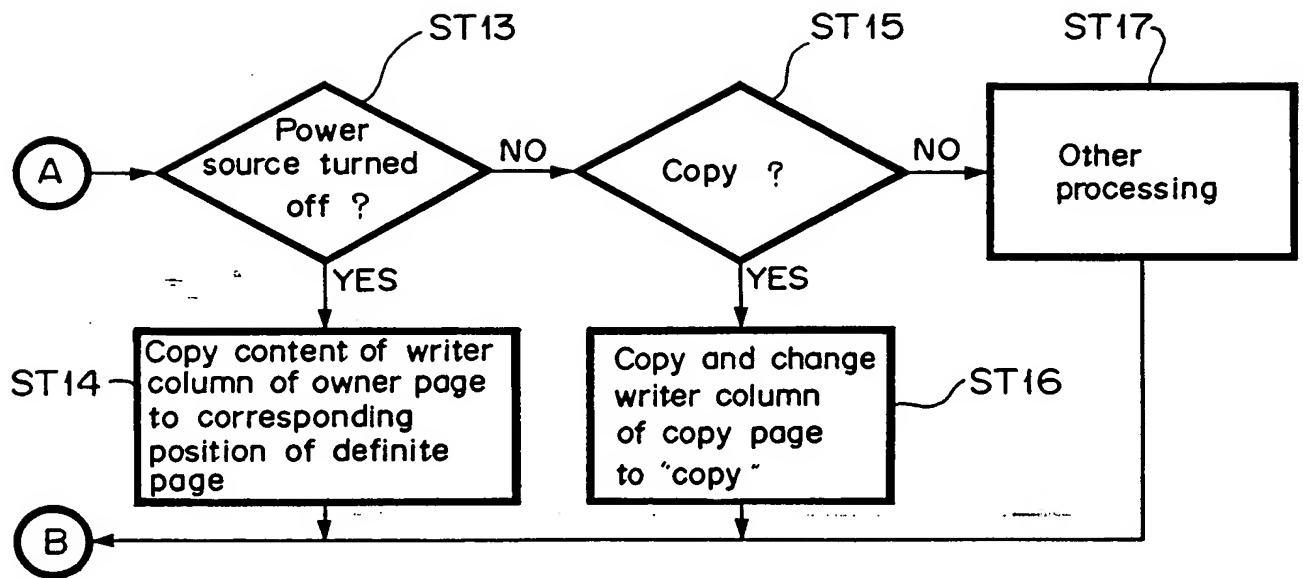 ST13
ST15
ST17
A
Power
source turned
off ?
NO
Copy ?
NO
Other
processing
YES
YES
ST14
Copy content of writer
column of owner page
to corresponding
position of definite
page
Copy and change
writer column
of copy page
to "copy"
ST16
B